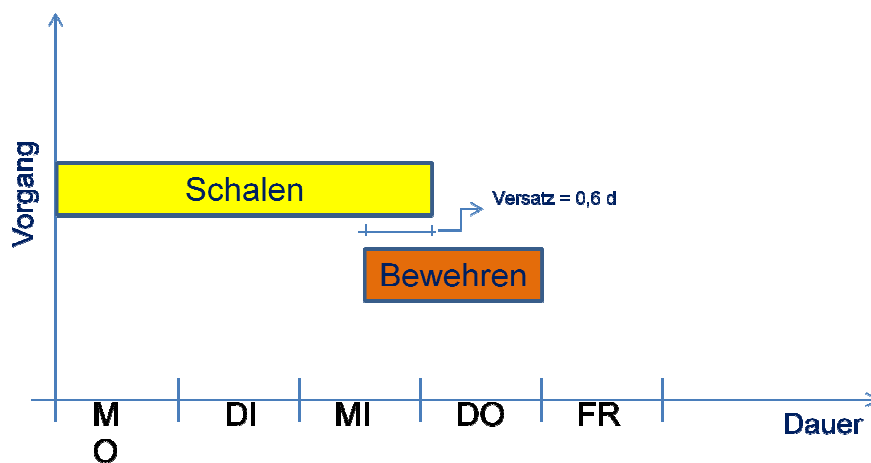 Vorgang
Schalen
Versatz = 0,6 d
Bewehren
M
O
DI
MI
DO
FR
Dauer